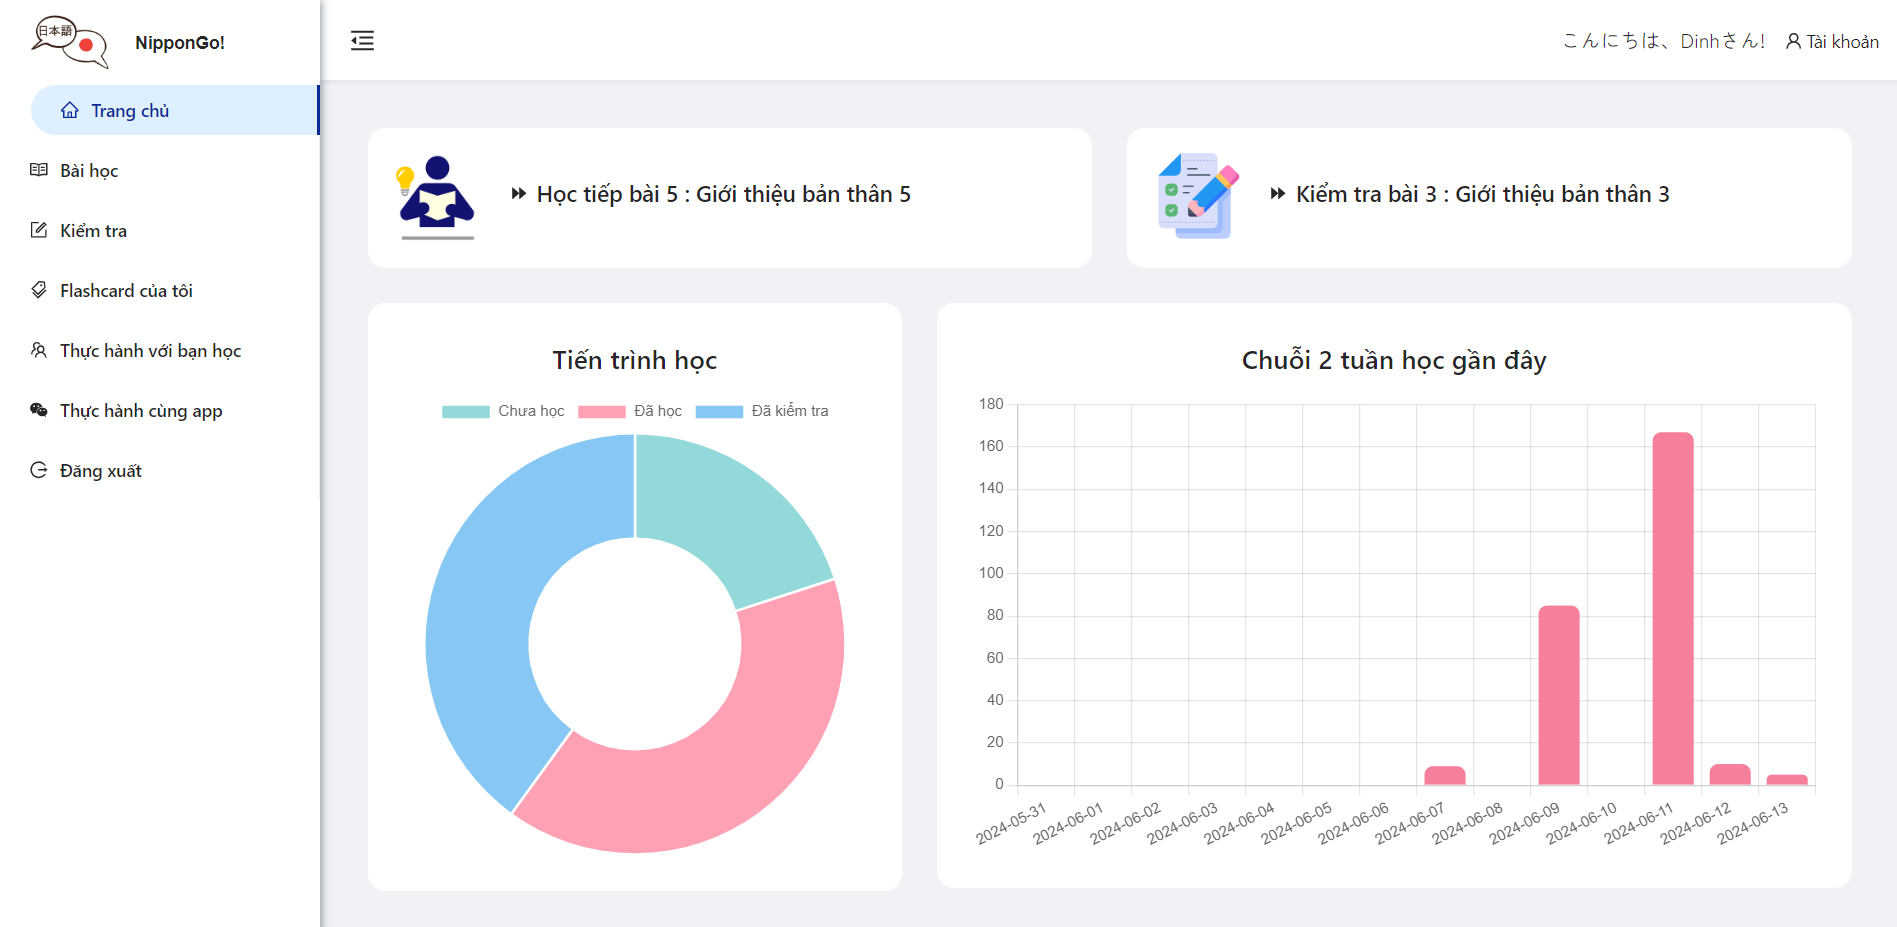 日本語
NipponGo!
Trang chủ
Bài học
Kiểm tra
Flashcard của tôi
Thực hành với bạn học
Thực hành cùng app
Đăng xuất
こんにちは、Dinhさん!
Tài khoản
Học tiếp bài 5 : Giới thiệu bản thân 5
Kiểm tra bài 3 : Giới thiệu bản thân 3
Tiến trình học
Chưa học Đã học Đã kiểm tra
Chuỗi 2 tuần học gần đây
180
160
140
120
100
80
60
40
20
0
2024-05-31 2024-06-01 2024-06-02 2024-06-03 2024-06-04 2024-06-05 2024-06-06 2024-06-07 2024-06-08 2024-06-09 2024-06-10 2024-06-11 2024-06-12 2024-06-13